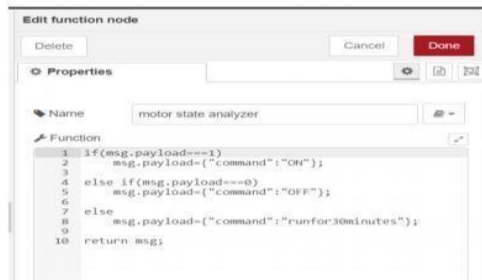 Edit function node
Delete Cancel Done
Properties
Name motor state analyzer
Function
1 if(msg.payload===1)
2 msg.payload={"command":"ON"};
3
4 else if(msg.payload===0)
5 msg.payload={"command":"OFF"};
6
7 else
8 msg.payload={"command":"runfor30minutes"};
9
10 return msg;